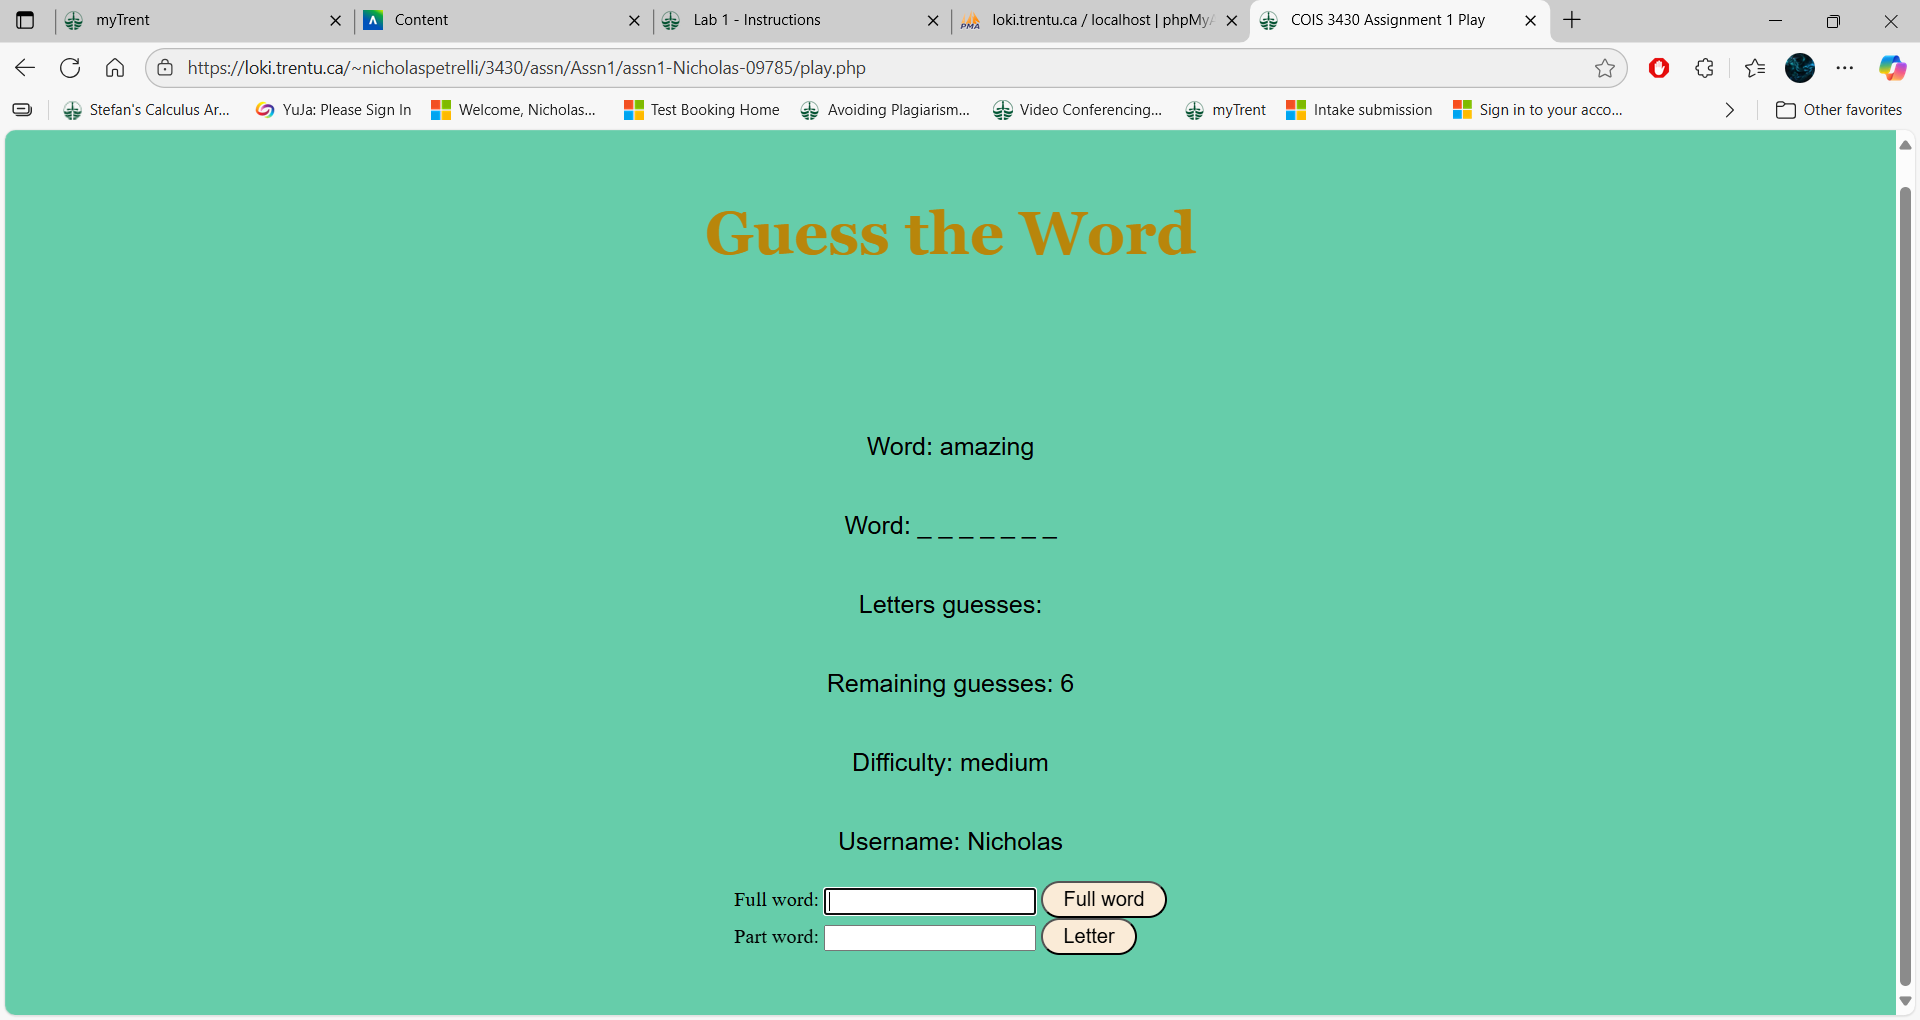 myTrent
Content
Lab 1 - Instructions
loki.trentu.ca / localhost | phpMyA
COIS 3430 Assignment 1 Play
https://loki.trentu.ca/~nicholaspetrelli/3430/assn/Assn1/assn1-Nicholas-09785/play.php
Stefan's Calculus Ar...
YuJa: Please Sign In
Welcome, Nicholas...
Test Booking Home
Avoiding Plagiarism...
Video Conferencing...
myTrent
Intake submission
Sign in to your acco...
Other favorites
Guess the Word
Word: amazing
Word: _ _ _ _ _ _ _
Letters guesses:
Remaining guesses: 6
Difficulty: medium
Username: Nicholas
Full word: Full word
Part word: Letter